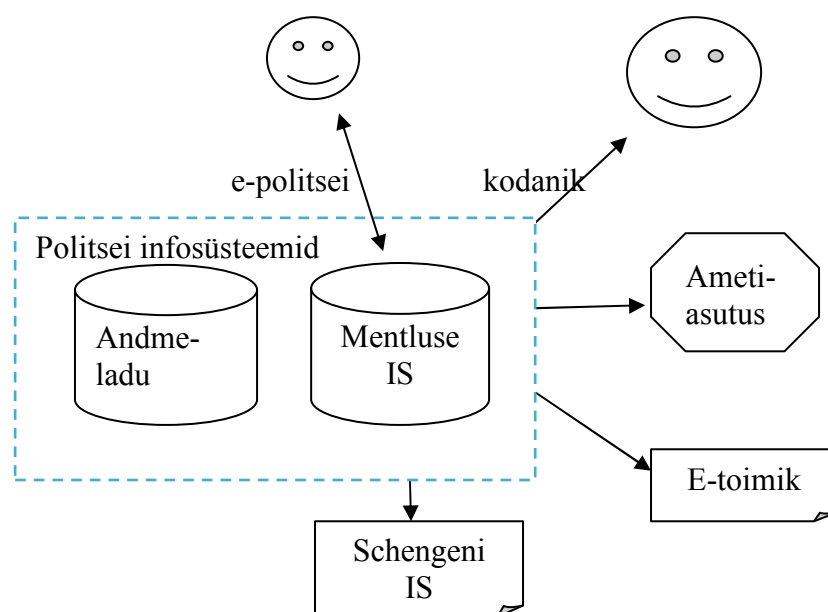 e-politsei
kodanik
Politsei infosüsteemid
Andme-
ladu
Mentluse
IS
Ameti-
asutus
E-toimik
Schengeni
IS